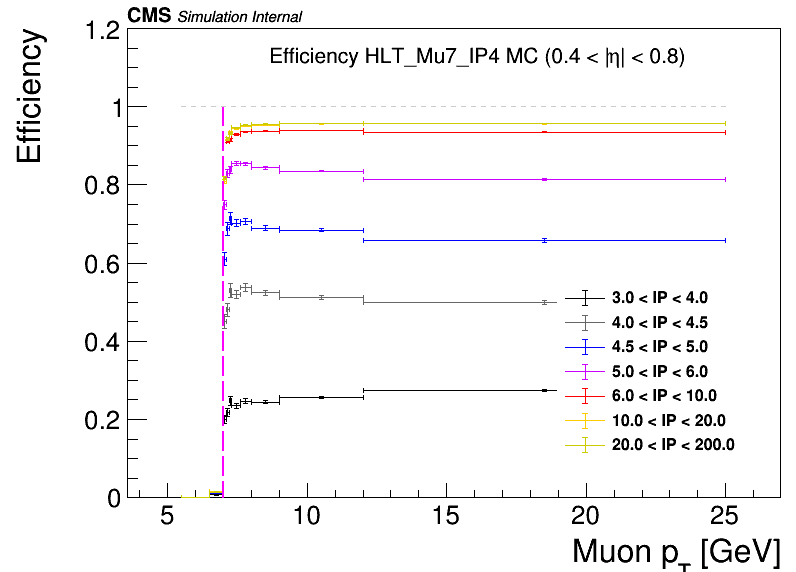 CMS Simulation Internal
Efficiency HLT_Mu7_IP4 MC (0.4 < |η| < 0.8)
Efficiency
1.2
1
0.8
0.6
0.4
0.2
0
3.0 < IP < 4.0
4.0 < IP < 4.5
4.5 < IP < 5.0
5.0 < IP < 6.0
6.0 < IP < 10.0
10.0 < IP < 20.0
20.0 < IP < 200.0
5 10 15 20 25
Muon p_T [GeV]